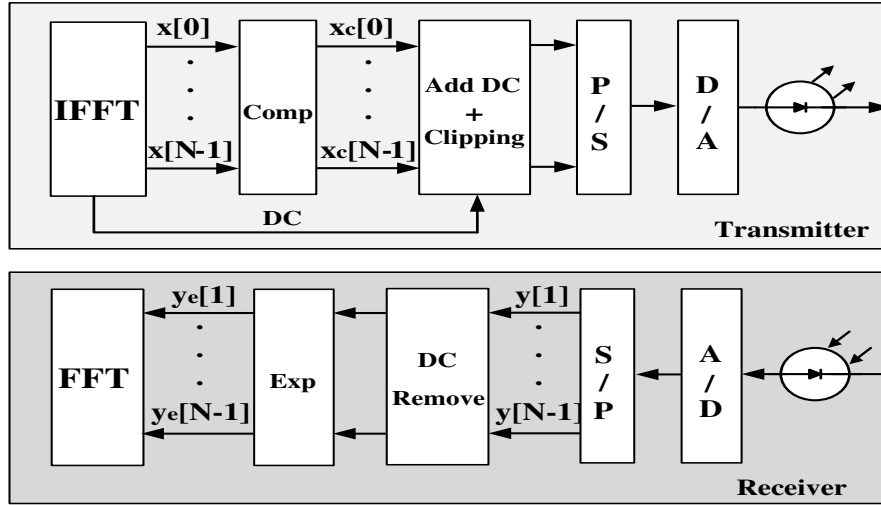 x[0]
xc[0]
IFFT
Comp
Add DC
+
Clipping
P
/
S
D
/
A
x[N-1]
xc[N-1]
DC
Transmitter
ye[1]
y[1]
FFT
Exp
DC
Remove
S
/
P
A
/
D
ye[N-1]
y[N-1]
Receiver